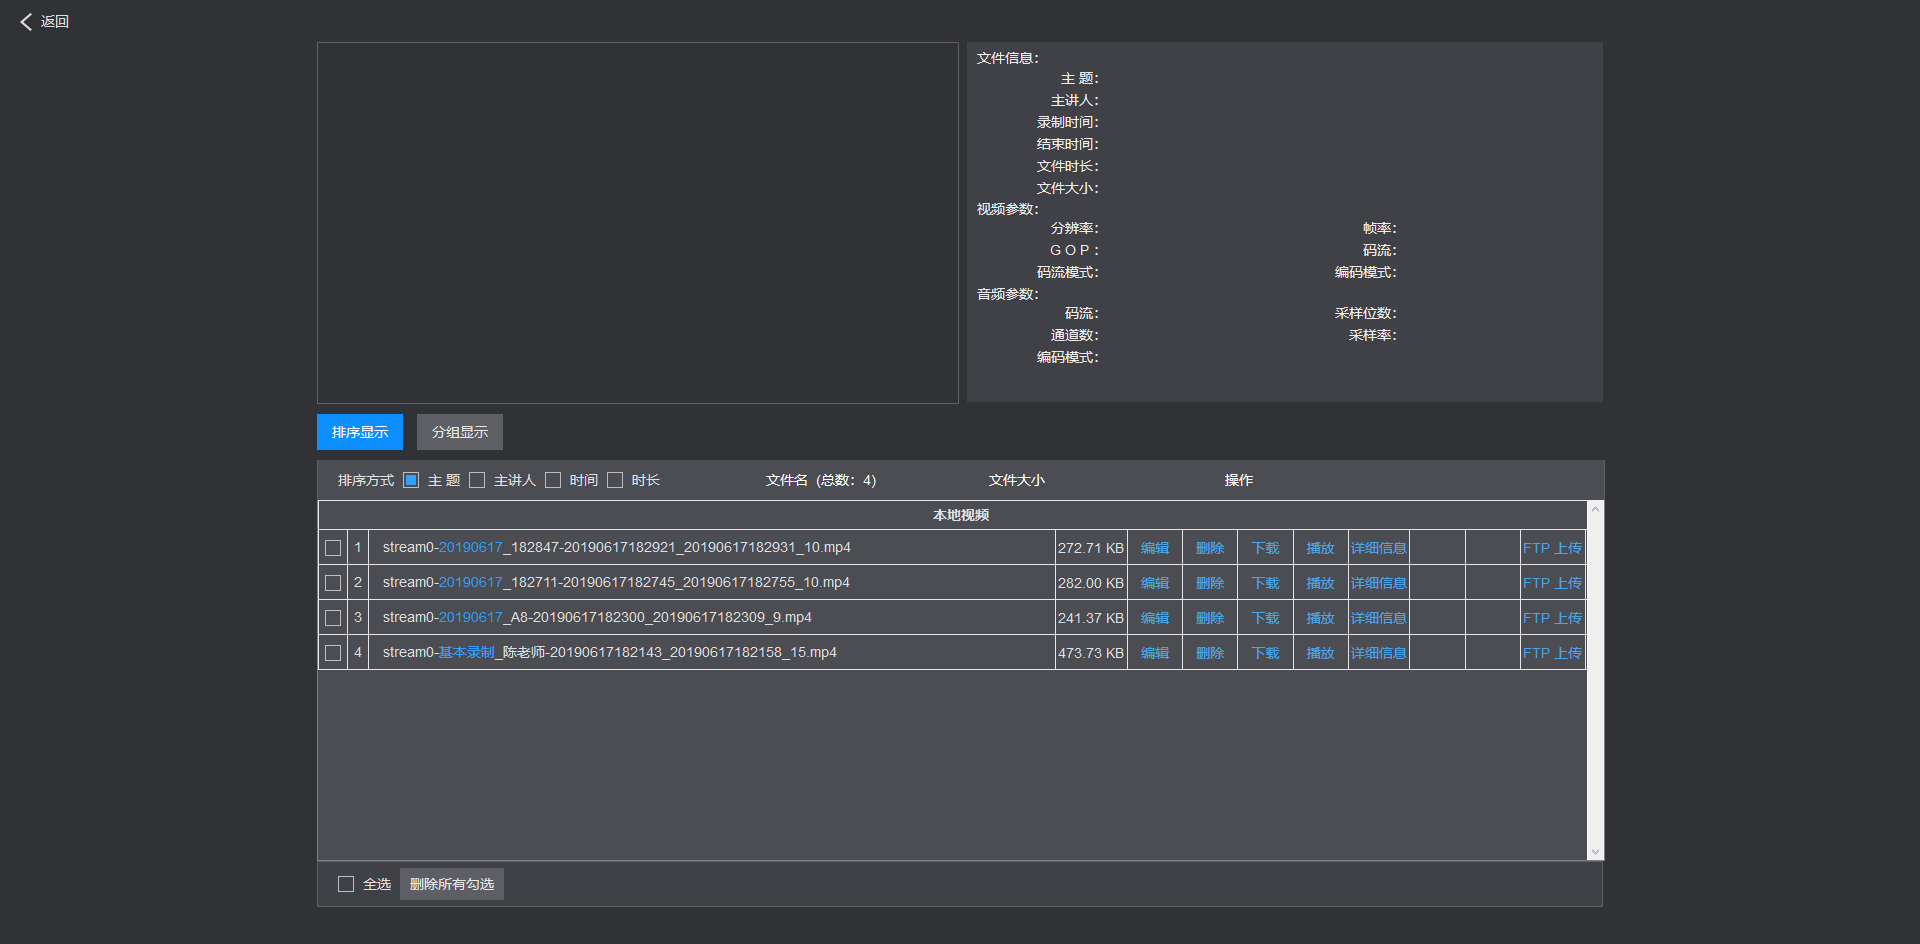 返回
文件信息：
主 题：
主讲人：
录制时间：
结束时间：
文件时长：
文件大小：
视频参数：
分辨率： 帧率：
G O P： 码流：
码流模式： 编码模式：
音频参数：
码流： 采样位数：
通道数： 采样率：
编码模式：
排序显示 分组显示
排序方式 主 题 主讲人 时间 时长 文件名（总数：4） 文件大小 操作
本地视频
1 stream0-20190617_182847-20190617182921_20190617182931_10.mp4 272.71 KB 编辑 删除 下载 播放 详细信息 FTP 上传
2 stream0-20190617_182711-20190617182745_20190617182755_10.mp4 282.00 KB 编辑 删除 下载 播放 详细信息 FTP 上传
3 stream0-20190617_A8-20190617182300_20190617182309_9.mp4 241.37 KB 编辑 删除 下载 播放 详细信息 FTP 上传
4 stream0-基本录制_陈老师-20190617182143_20190617182158_15.mp4 473.73 KB 编辑 删除 下载 播放 详细信息 FTP 上传
全选 删除所有勾选